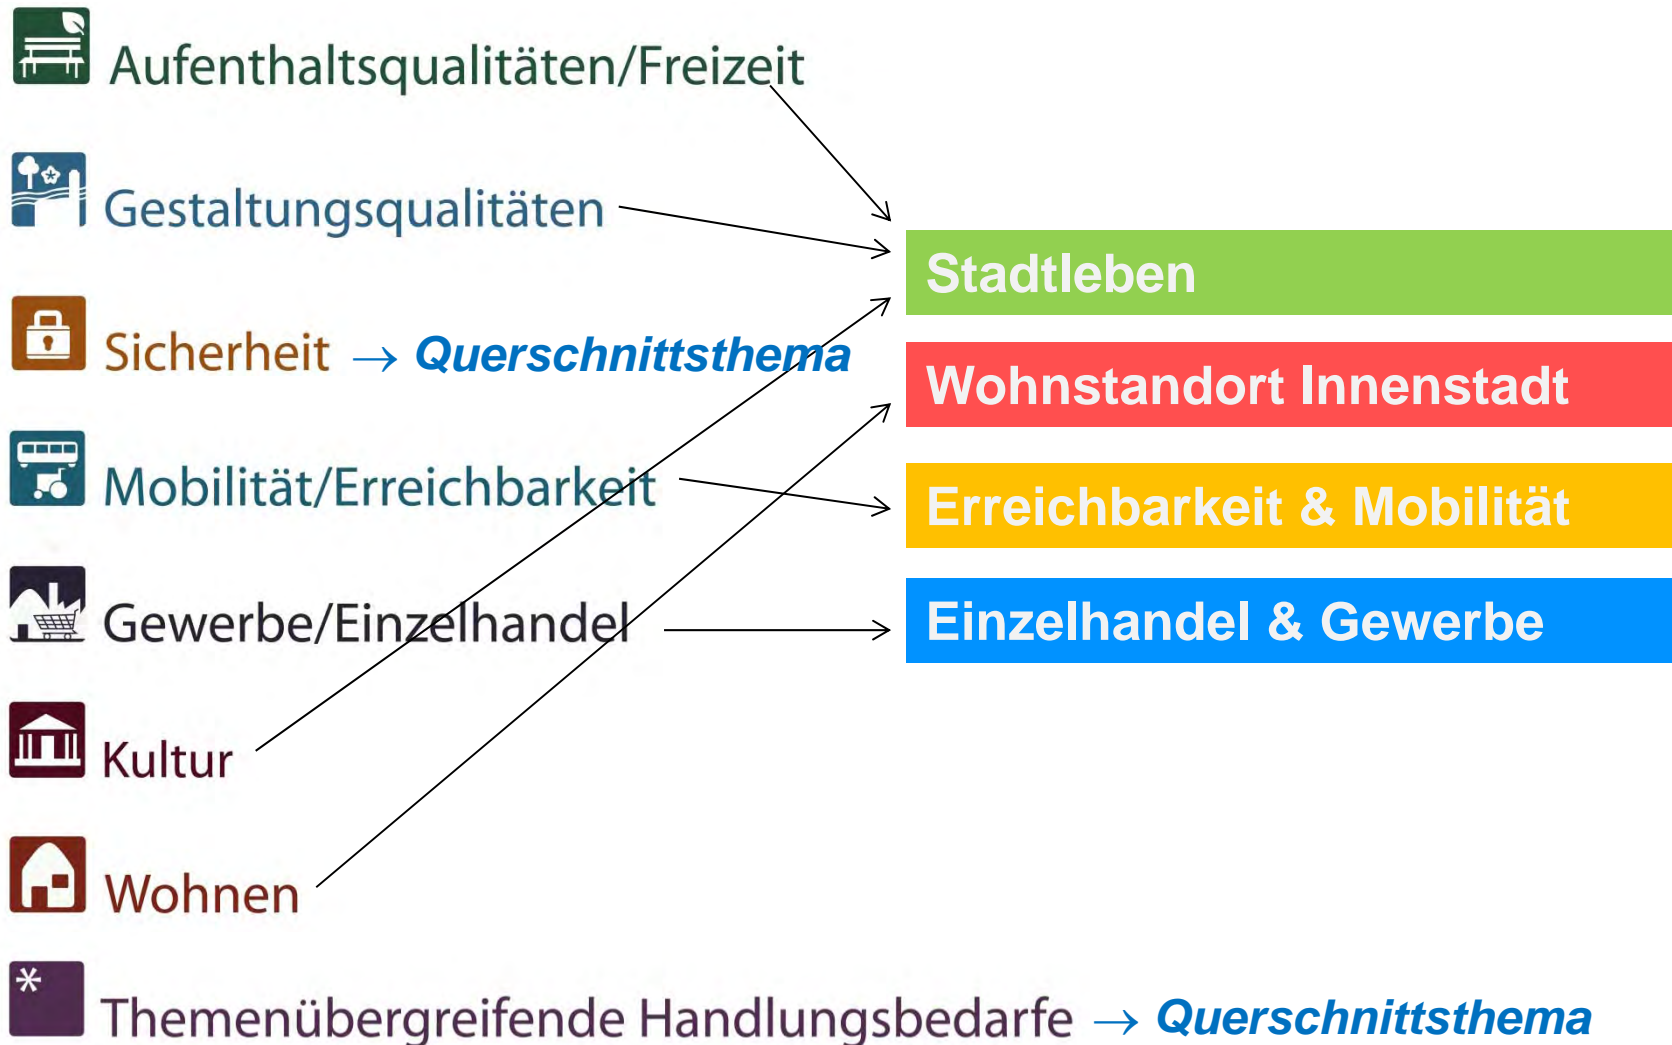 Aufenthaltsqualitäten/Freizeit
Gestaltungsqualitäten
Sicherheit → Querschnittsthema
Mobilität/Erreichbarkeit
Gewerbe/Einzelhandel
Kultur
Wohnen
* Themenübergreifende Handlungsbedarfe → Querschnittsthema
Stadtleben
Wohnstandort Innenstadt
Erreichbarkeit & Mobilität
Einzelhandel & Gewerbe